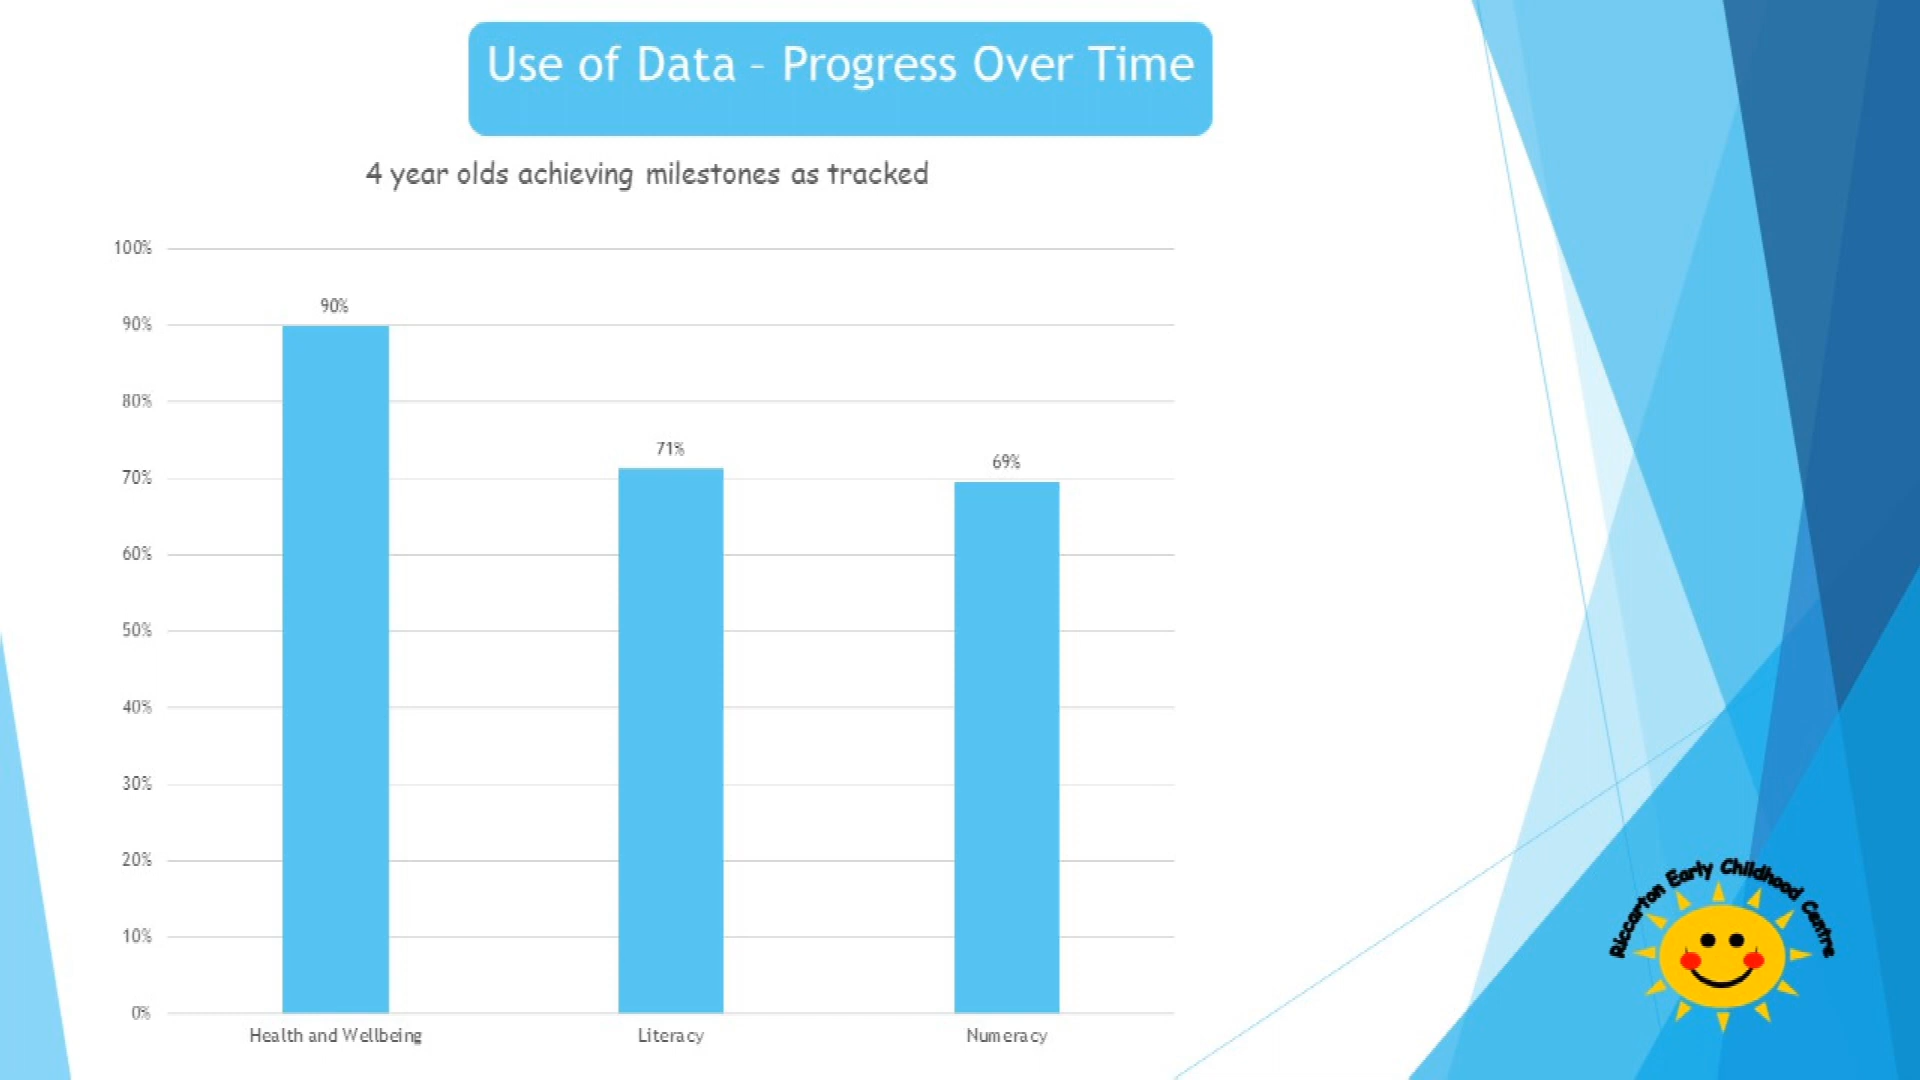 Use of Data – Progress Over Time
4 year olds achieving milestones as tracked
100%
90%
80%
70%
60%
50%
40%
30%
20%
10%
0%
90%
71%
69%
Health and Wellbeing
Literacy
Numeracy
Riccarton Early Childhood Centre